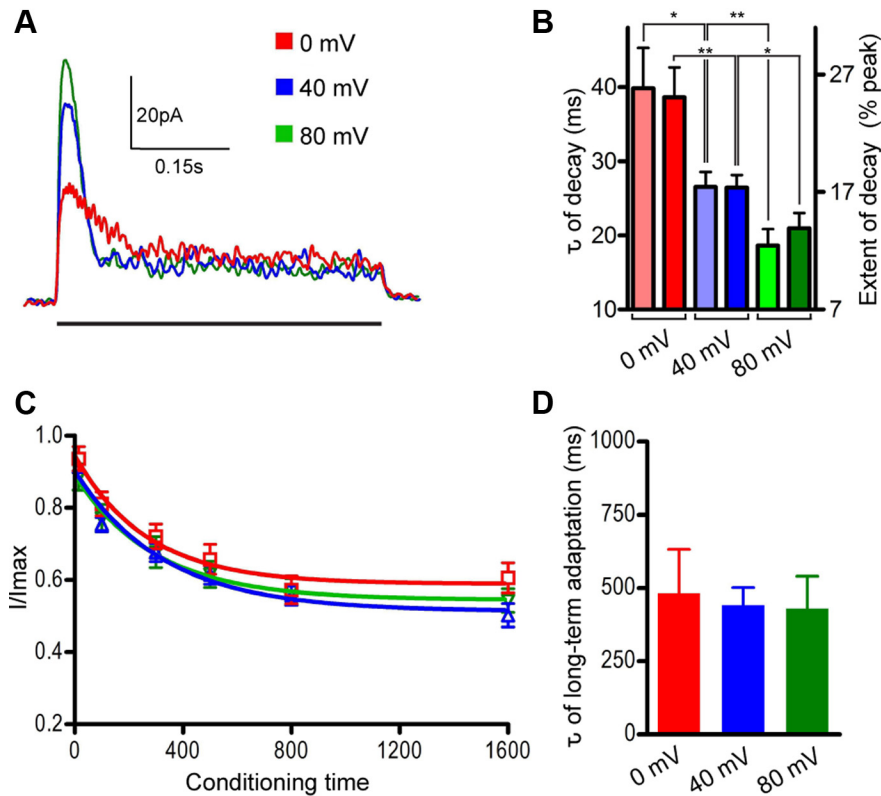 A
0 mV
40 mV
80 mV
20pA
0.15s
B
* **
** *
τ of decay (ms)
40
30
20
10
27
17
7
Extent of decay (% peak)
0 mV
40 mV
80 mV
C
I/Imax
1.0
0.8
0.6
0.4
0.2
0
400
800
1200
1600
Conditioning time
D
τ of long-term adaptation (ms)
1000
750
500
250
0
0 mV
40 mV
80 mV